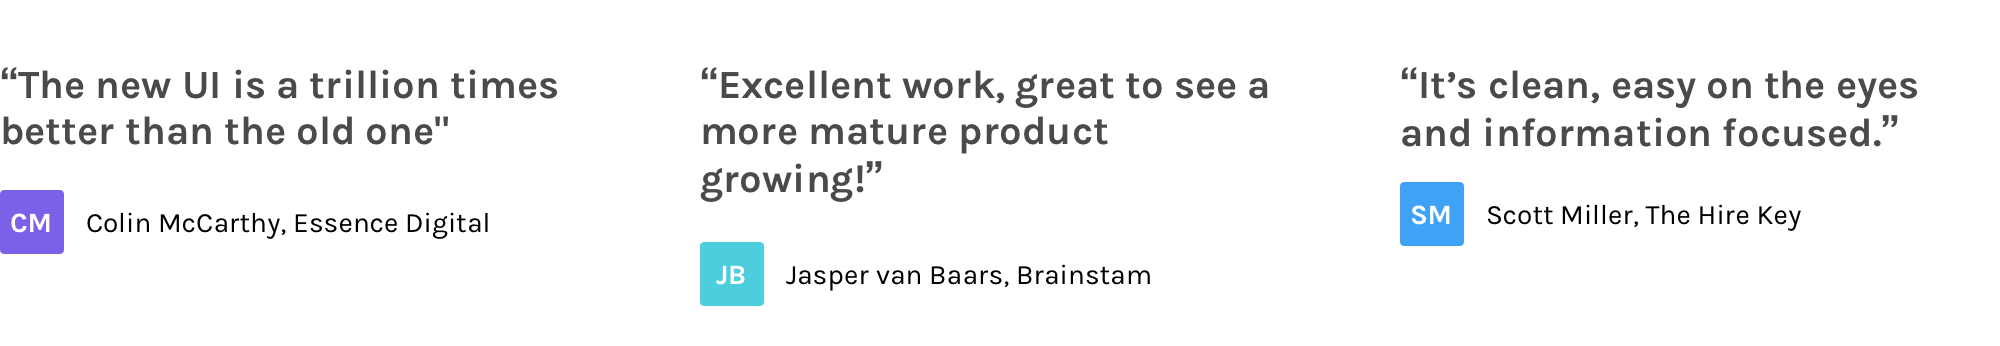 “The new UI is a trillion times
better than the old one"
CM
Colin McCarthy, Essence Digital
“Excellent work, great to see a
more mature product
growing!”
JB
Jasper van Baars, Brainstam
“It’s clean, easy on the eyes
and information focused.”
SM
Scott Miller, The Hire Key